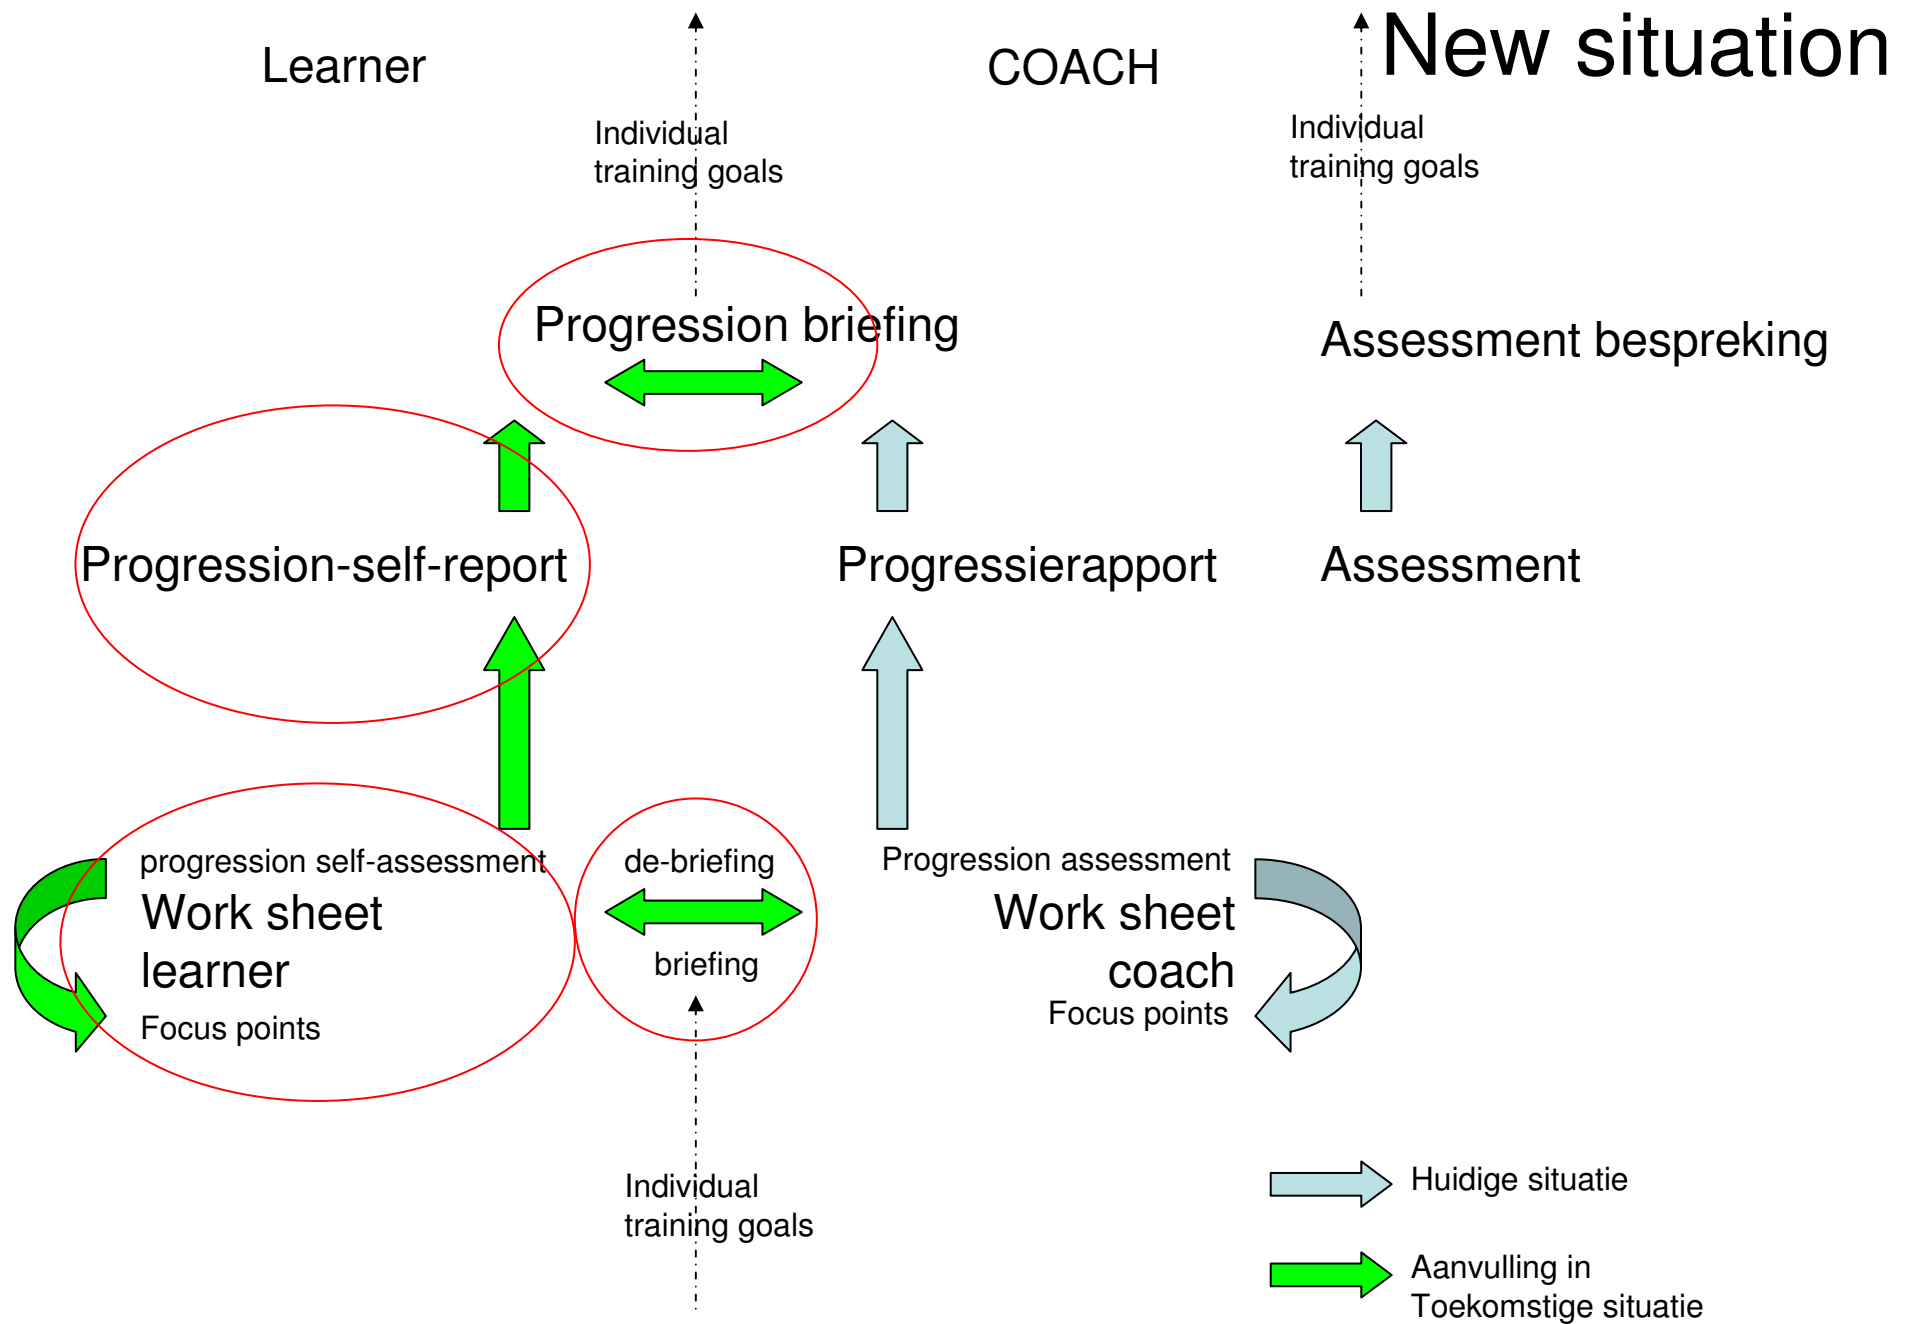 New situation
Learner
COACH
Individual
training goals
Individual
training goals
Progression briefing
Assessment bespreking
Progression-self-report
Progressierapport
Assessment
progression self-assessment
Work sheet
learner
Focus points
de-briefing
briefing
Progression assessment
Work sheet
coach
Focus points
Individual
training goals
Huidige situatie
Aanvulling in
Toekomstige situatie